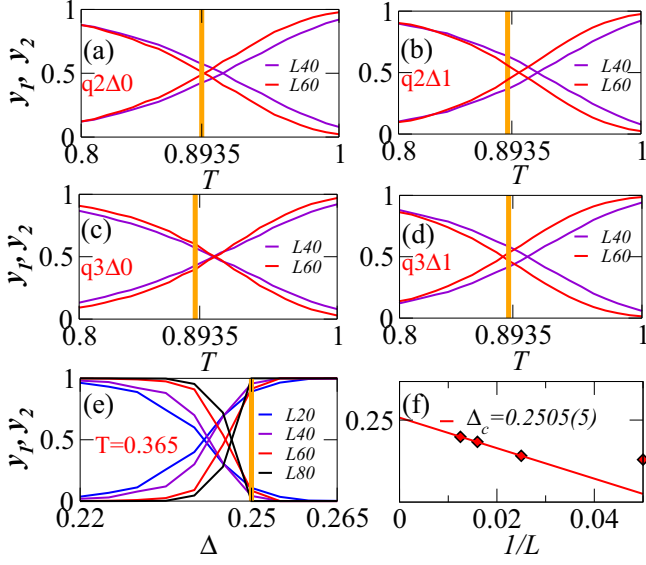 y₁, y₂
1
0.5
0
(a)
q2Δ0
L40
L60
0.8
0.8935
1
T
1
0.5
0
(b)
q2Δ1
L40
L60
0.8
0.8935
1
T
y₁, y₂
1
0.5
0
(c)
q3Δ0
L40
L60
0.8
0.8935
1
T
1
0.5
0
(d)
q3Δ1
L40
L60
0.8
0.8935
1
T
y₁, y₂
1
0.5
0
(e)
T=0.365
L20
L40
L60
L80
0.22
0.25
0.265
Δ
0.25
(f)
Δc=0.2505(5)
0
0.02
0.04
1/L